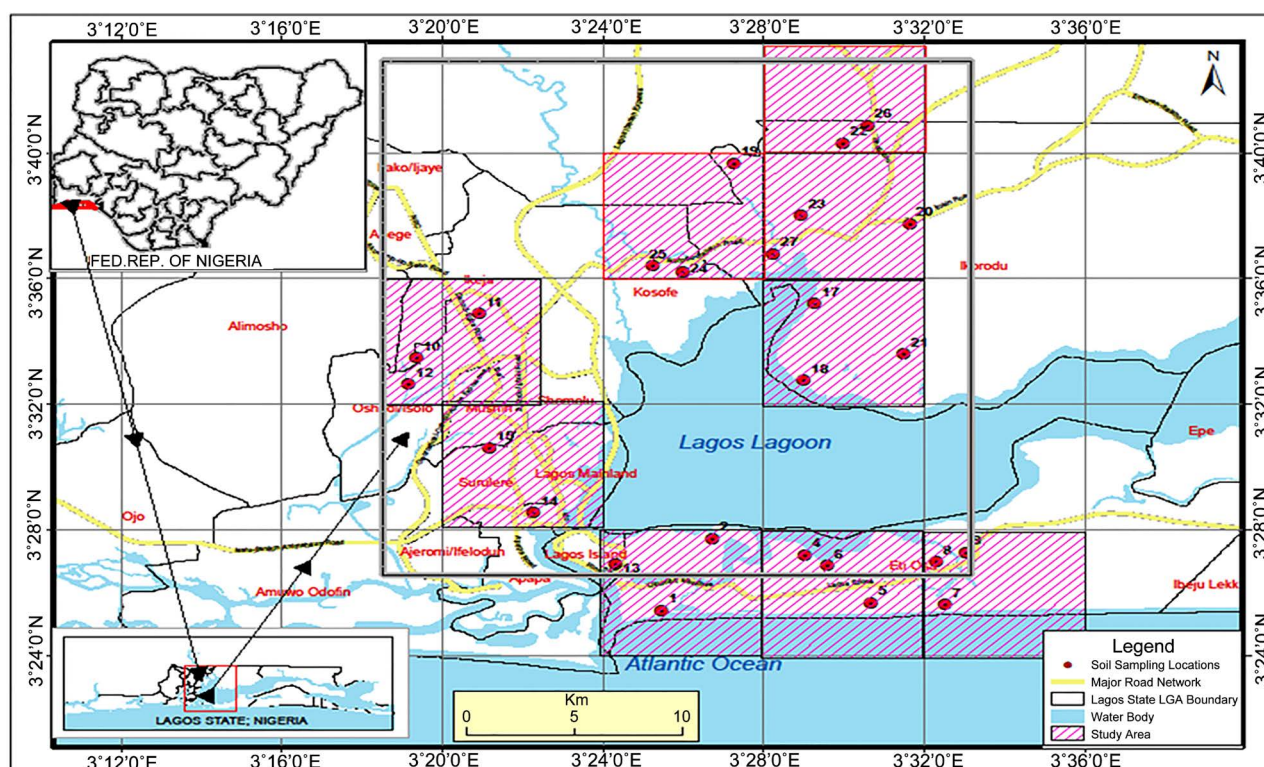 3°12'0"E 3°16'0"E 3°20'0"E 3°24'0"E 3°28'0"E 3°32'0"E 3°36'0"E
N
FED.REP. OF NIGERIA
3°40'0"N
3°40'0"N
26
22
19
23
20
27
25
24
Kosofe
3°36'0"N
3°36'0"N
Ikeja
Alimosho
11
10
12
17
21
18
3°32'0"N
3°32'0"N
Mushin
Shomolu
Lagos Lagoon
Epe
15
Surulere
Lagos Mainland
14
Ojo
3°28'0"N
3°28'0"N
Ajeromi/Ifeloduh
Lagos Island
Apapa
Amuwo Odofin
13
2
4
6
8
9
1
5
7
Ibeju Lekk
3°24'0"N
3°24'0"N
Atlantic Ocean
LAGOS STATE; NIGERIA
Km
0 5 10
Legend
Soil Sampling Locations
Major Road Network
Lagos State LGA Boundary
Water Body
Study Area
3°12'0"E 3°16'0"E 3°20'0"E 3°24'0"E 3°28'0"E 3°32'0"E 3°36'0"E